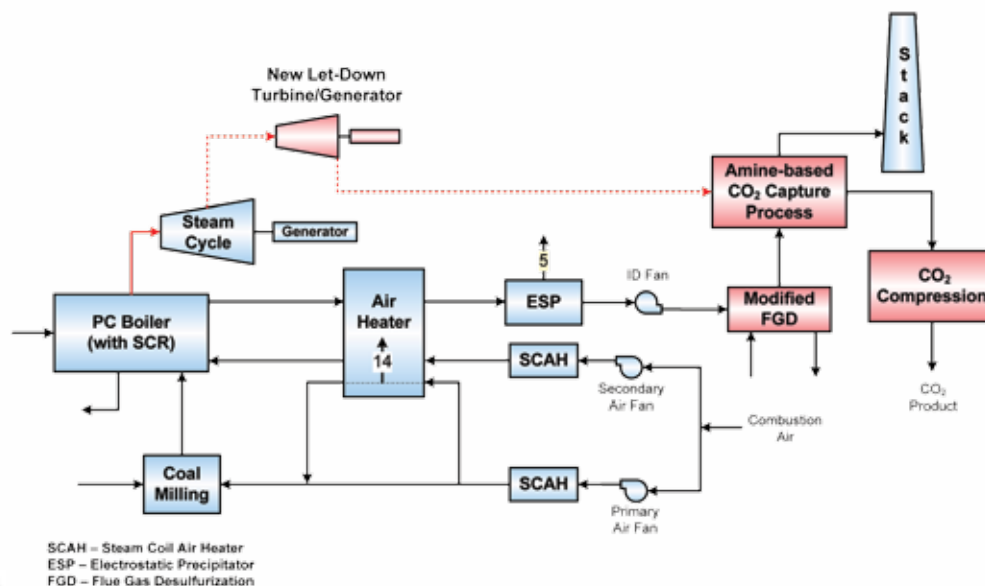 Stack
New Let-Down
Turbine/Generator
Amine-based
CO₂ Capture
Process
Steam
Cycle
Generator
5
ID Fan
CO₂
Compression
PC Boiler
(with SCR)
Air
Heater
ESP
Modified
FGD
14
SCAH
Secondary
Air Fan
CO₂
Product
Combustion
Air
Coal
Milling
SCAH
Primary
Air Fan
SCAH – Steam Coil Air Heater
ESP – Electrostatic Precipitator
FGD – Flue Gas Desulfurization